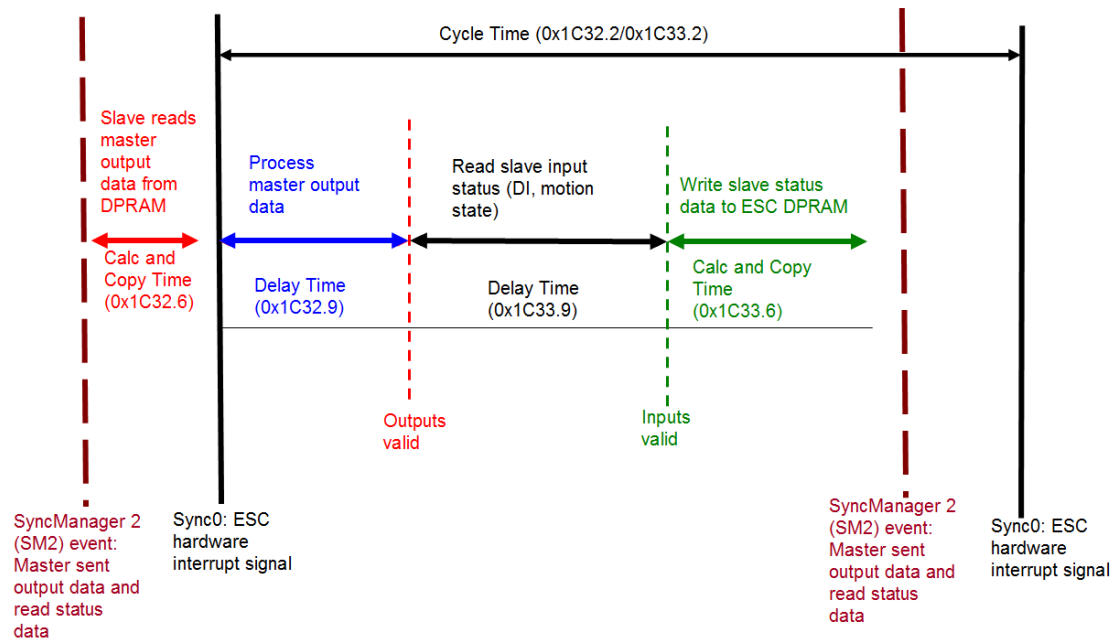 Cycle Time (0x1C32.2/0x1C33.2)
Slave reads
master
output
data from
DPRAM
Process
master output
data
Read slave input
status (DI, motion
state)
Write slave status
data to ESC DPRAM
Calc and
Copy Time
(0x1C32.6)
Delay Time
(0x1C32.9)
Delay Time
(0x1C33.9)
Calc and Copy
Time
(0x1C33.6)
Outputs
valid
Inputs
valid
SyncManager 2
(SM2) event:
Master sent
output data and
read status
data
Sync0: ESC
hardware
interrupt signal
SyncManager 2
(SM2) event:
Master sent
output data and
read status
data
Sync0: ESC
hardware
interrupt signal